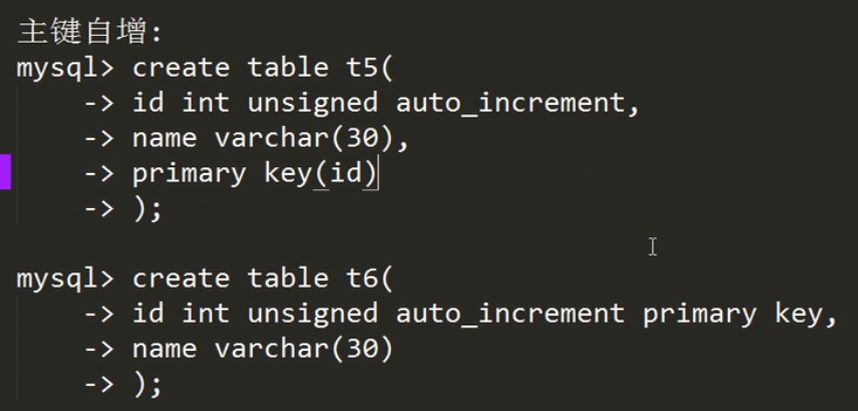 主键自增:
mysql> create table t5(
    -> id int unsigned auto_increment,
    -> name varchar(30),
    -> primary key(id)
    -> );
mysql> create table t6(
    -> id int unsigned auto_increment primary key,
    -> name varchar(30)
    -> );